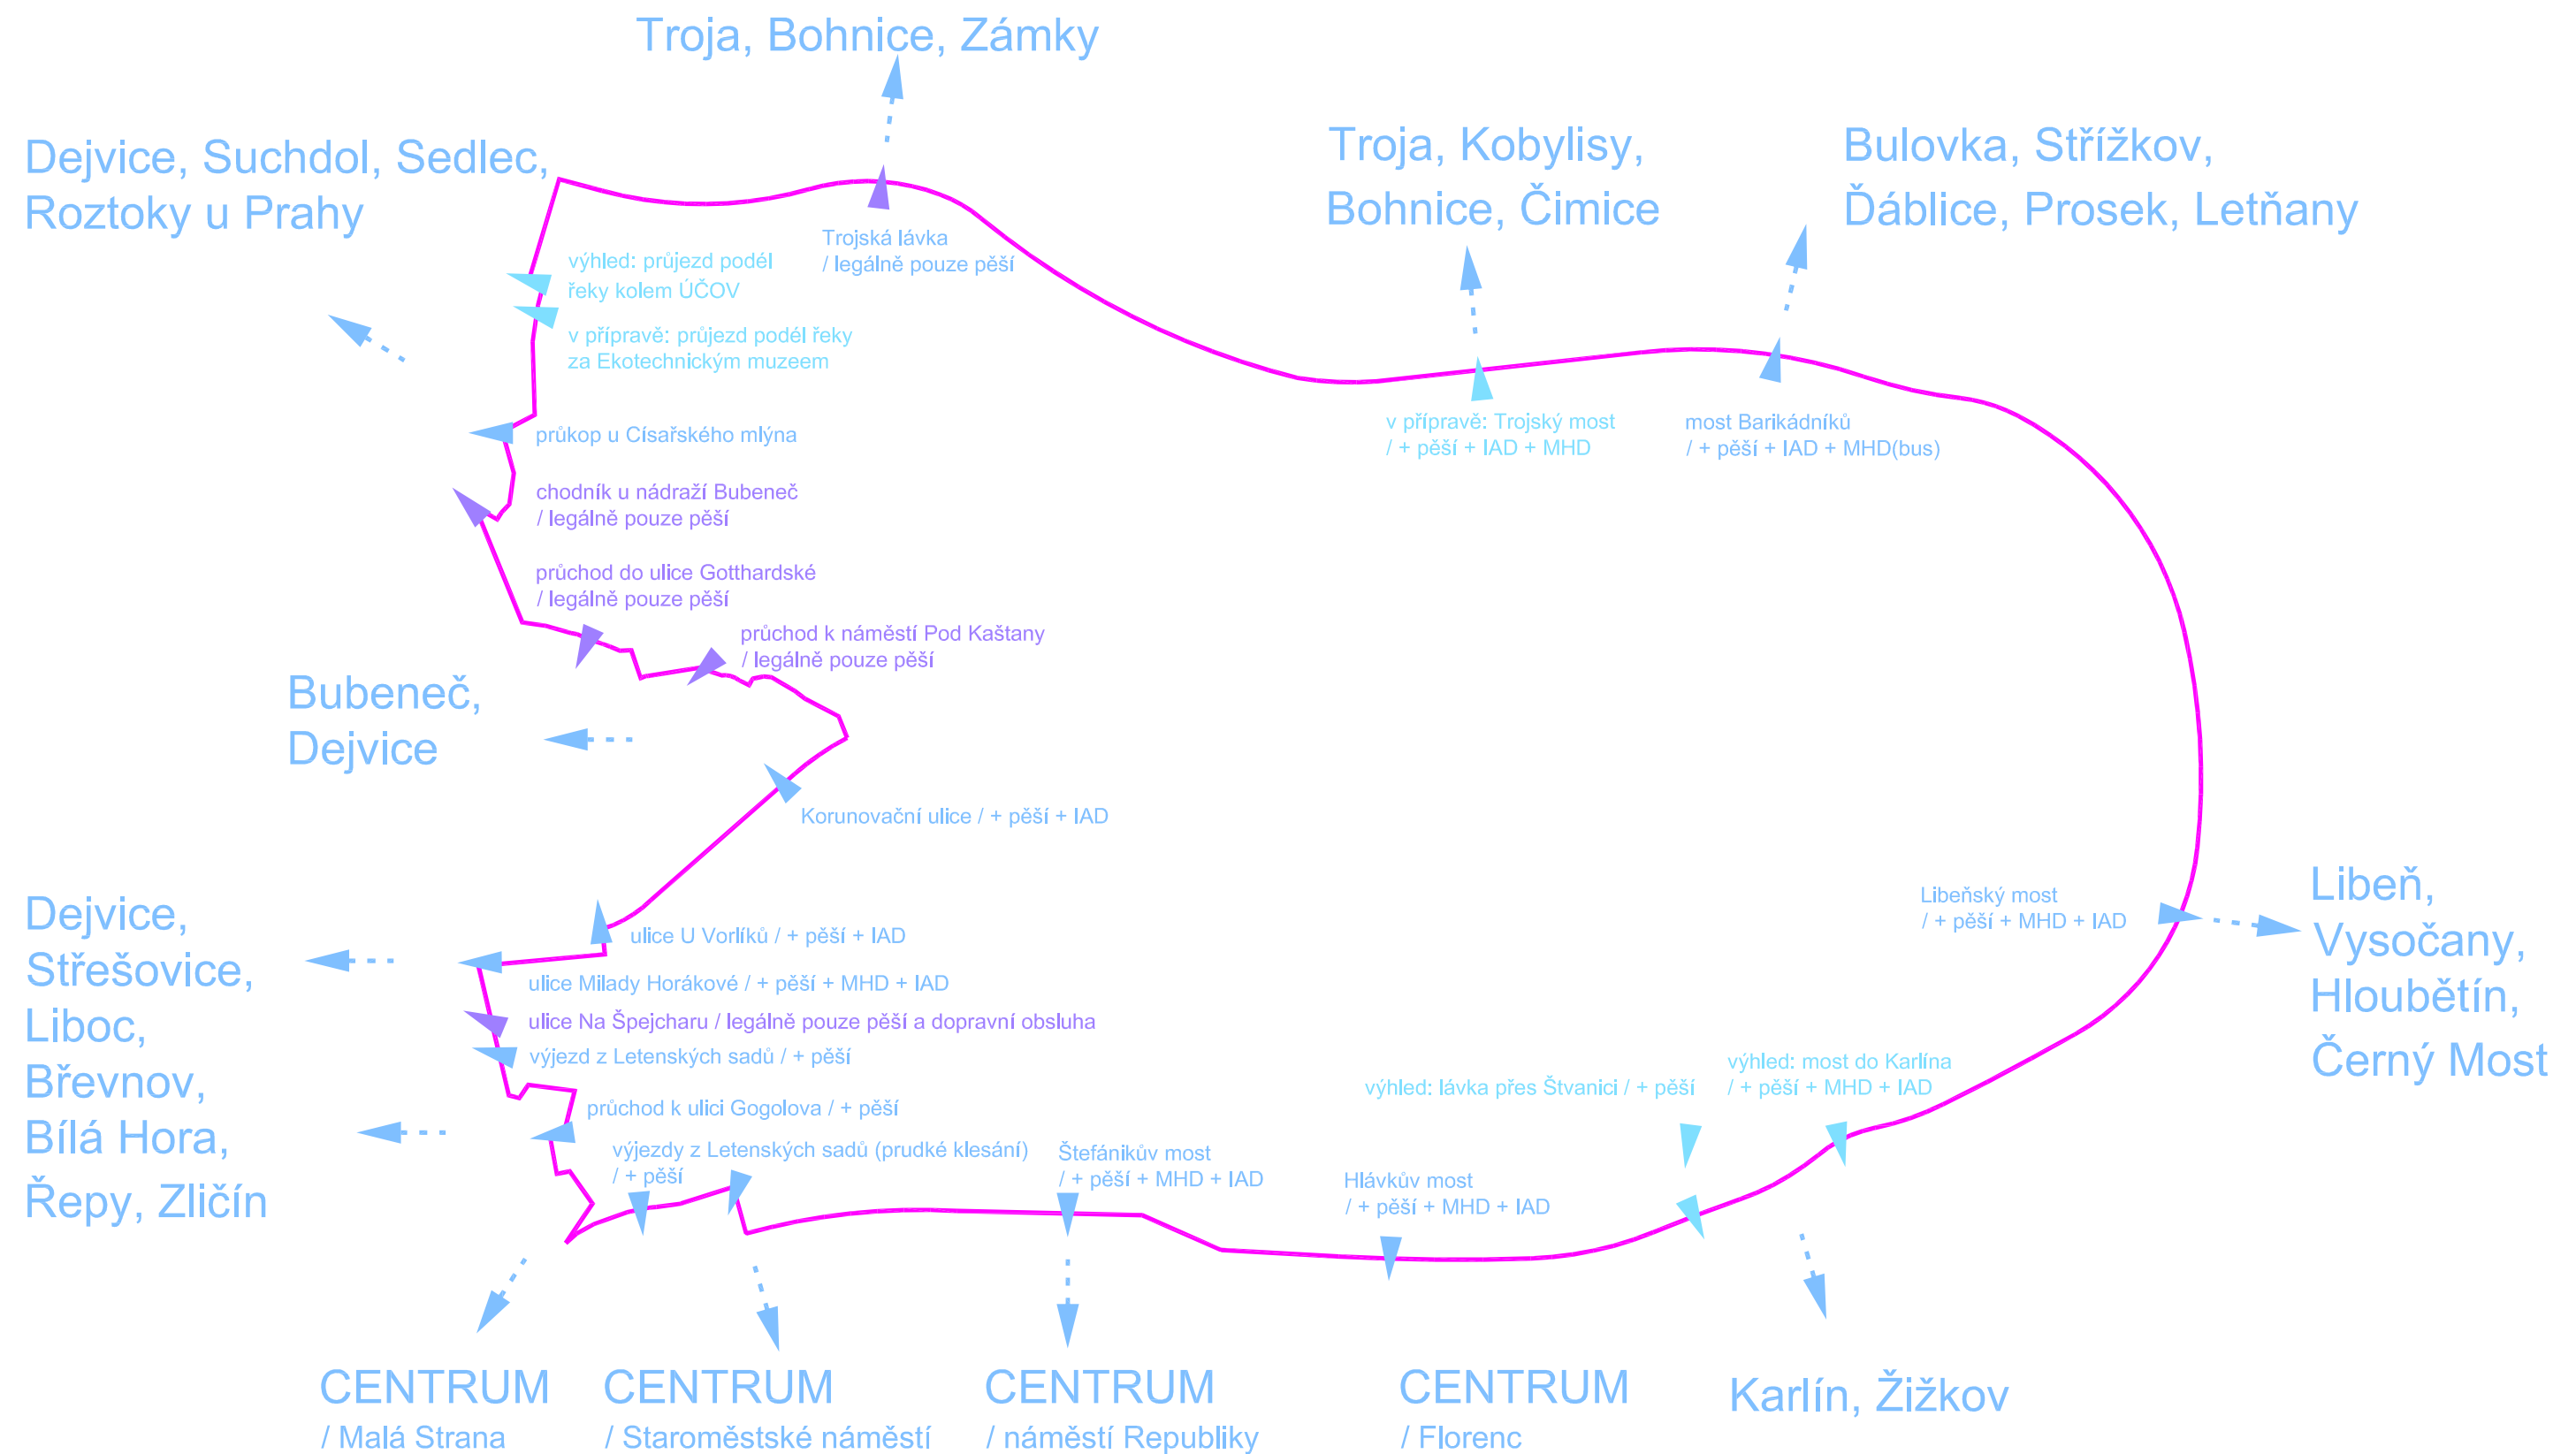 Troja, Bohnice, Zámky
Dejvice, Suchdol, Sedlec,
Roztoky u Prahy
Troja, Kobylisy,
Bohnice, Čimice
Bulovka, Střížkov,
Ďáblice, Prosek, Letňany
Trojská lávka
/ legálně pouze pěší
výhled: průjezd podél
řeky kolem ÚČOV
v přípravě: průjezd podél řeky
za Ekotechnickým muzeem
v přípravě: Trojský most
/ + pěší + IAD + MHD
most Barikádníků
/ + pěší + IAD + MHD(bus)
průkop u Císařského mlýna
chodník u nádraží Bubeneč
/ legálně pouze pěší
průchod do ulice Gotthardské
/ legálně pouze pěší
průchod k náměstí Pod Kaštany
/ legálně pouze pěší
Bubeneč,
Dejvice
Korunovační ulice / + pěší + IAD
Dejvice,
Střešovice,
Liboc,
Břevnov,
Bílá Hora,
Řepy, Zličín
ulice U Vorlíků / + pěší + IAD
ulice Milady Horákové / + pěší + MHD + IAD
ulice Na Špejcharu / legálně pouze pěší a dopravní obsluha
výjezd z Letenských sadů / + pěší
průchod k ulici Gogolova / + pěší
výjezdy z Letenských sadů (prudké klesání)
/ + pěší
Štefánikův most
/ + pěší + MHD + IAD
Hlávkův most
/ + pěší + MHD + IAD
výhled: lávka přes Štvanici / + pěší
výhled: most do Karlína
/ + pěší + MHD + IAD
Libeňský most
/ + pěší + MHD + IAD
Libeň,
Vysočany,
Hloubětín,
Černý Most
CENTRUM
/ Malá Strana
CENTRUM
/ Staroměstské náměstí
CENTRUM
/ náměstí Republiky
CENTRUM
/ Florenc
Karlín, Žižkov